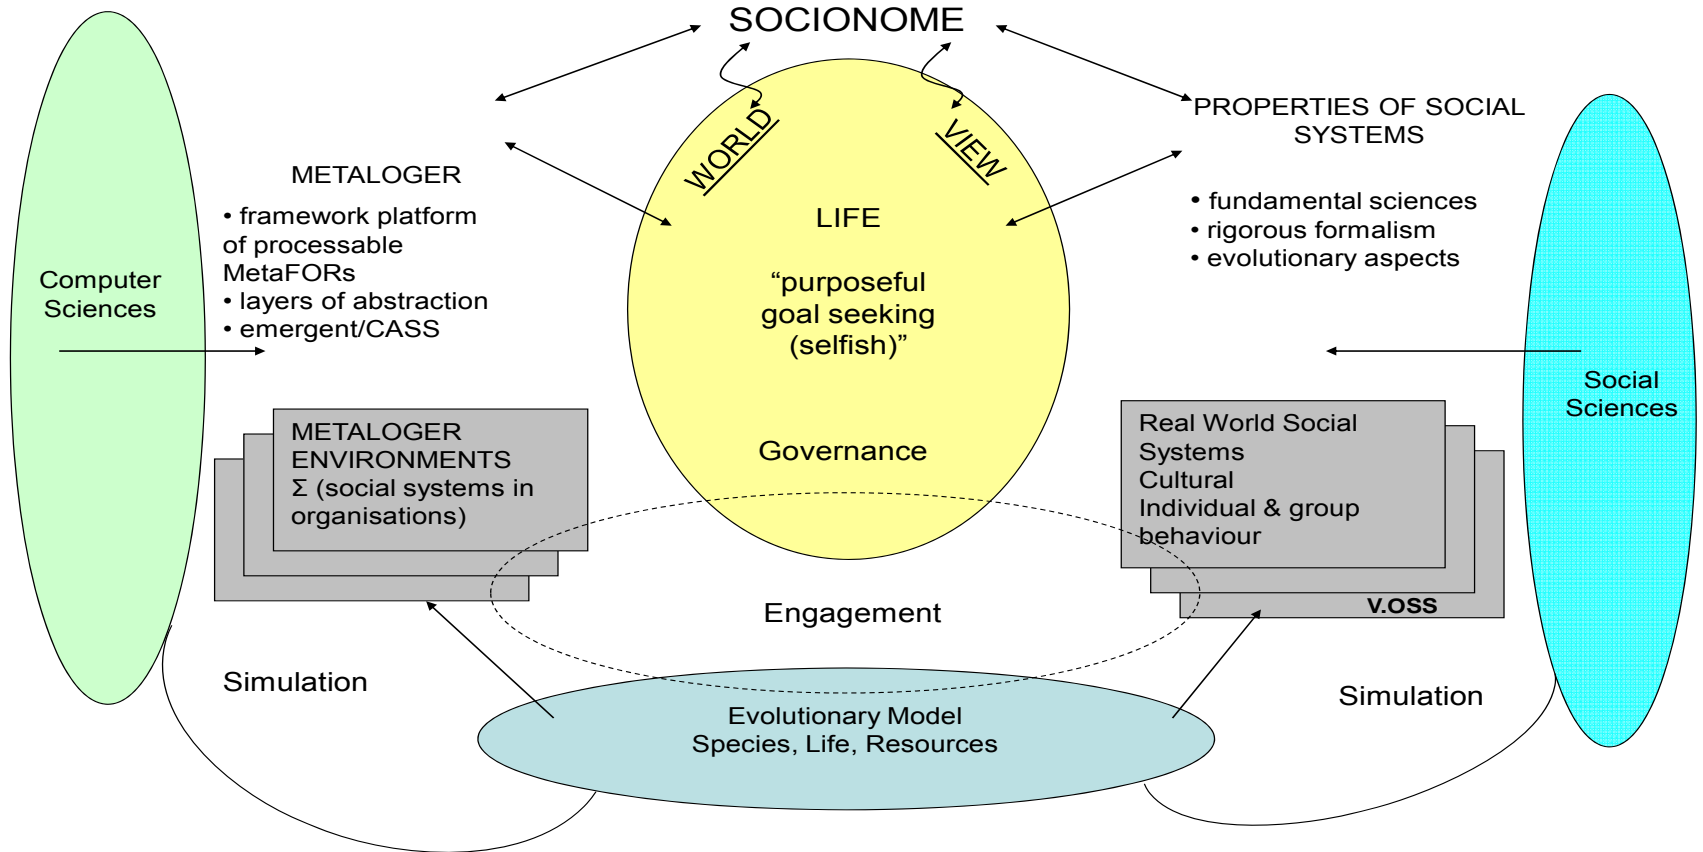 SOCIONOME
WORLD
VIEW
PROPERTIES OF SOCIAL
SYSTEMS
• fundamental sciences
• rigorous formalism
• evolutionary aspects
METALOGER
• framework platform
of processable
MetaFORs
• layers of abstraction
• emergent/CASS
Computer
Sciences
LIFE
“purposeful
goal seeking
(selfish)”
Governance
Social
Sciences
METALOGER
ENVIRONMENTS
Σ (social systems in
organisations)
Real World Social
Systems
Cultural
Individual & group
behaviour
V.OSS
Engagement
Simulation
Simulation
Evolutionary Model
Species, Life, Resources